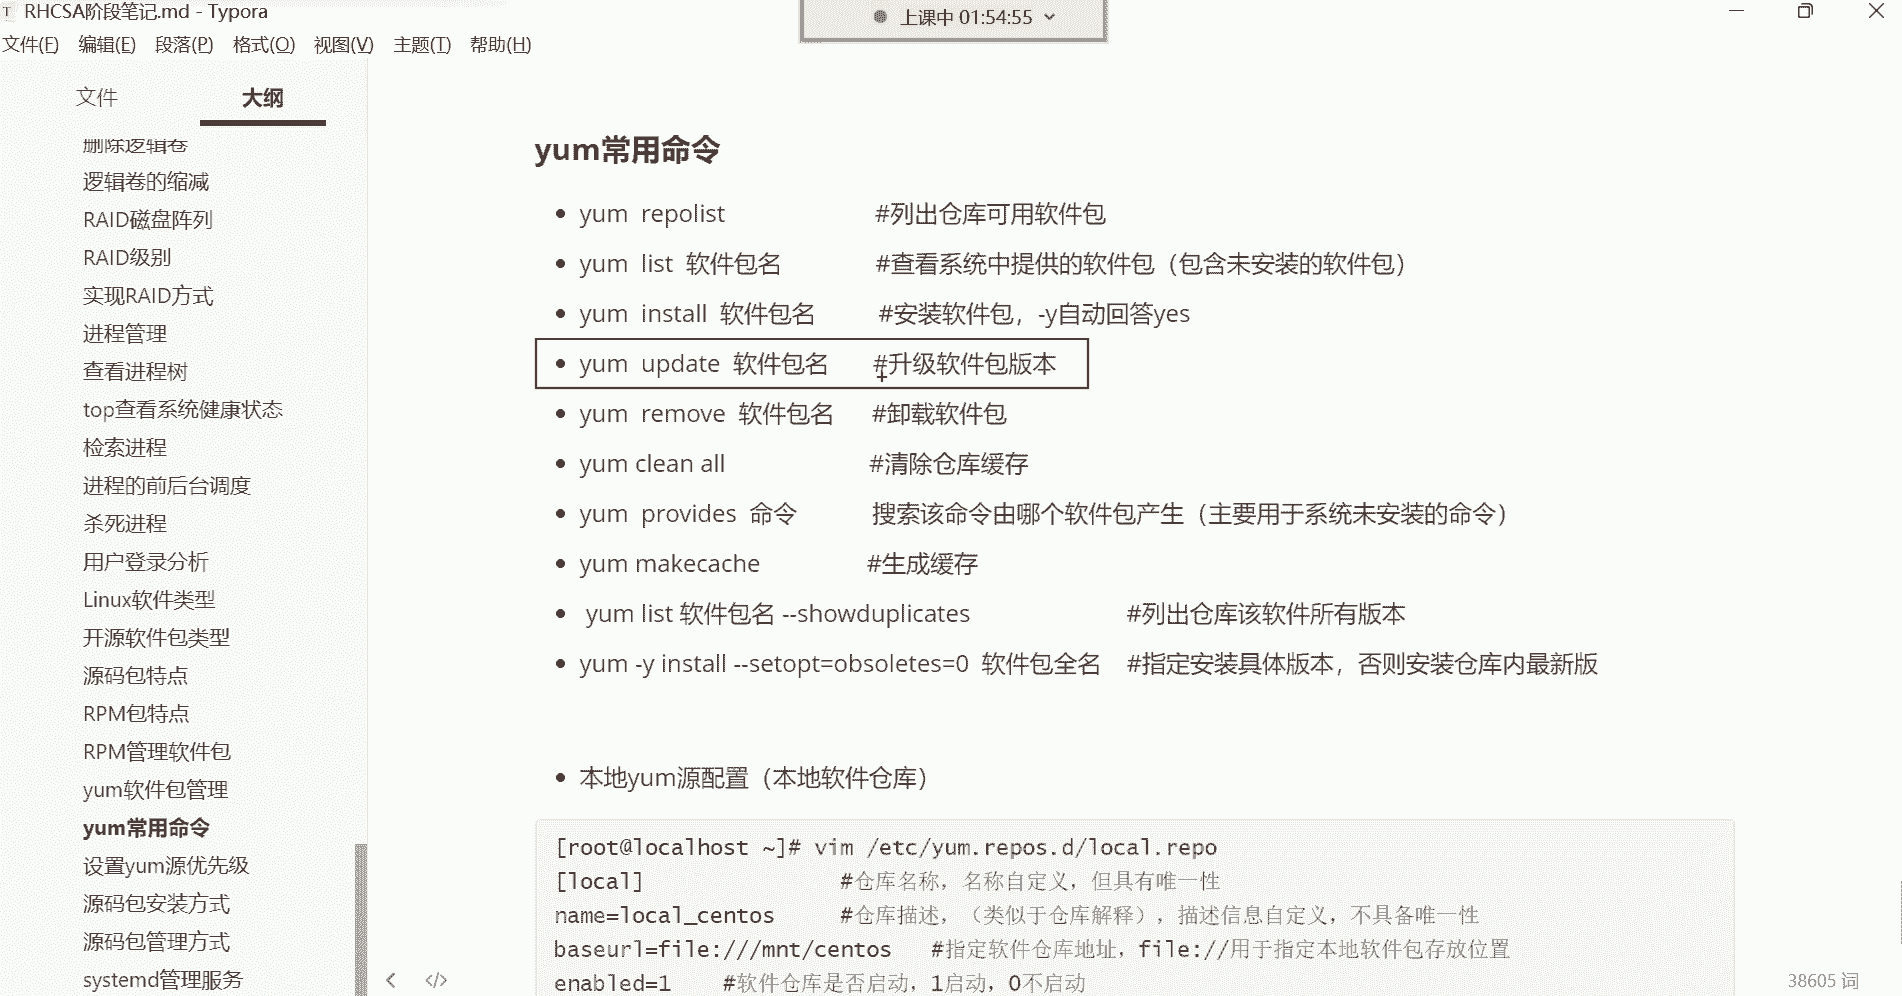 RHCSA阶段笔记.md - Typora
上课中 01:54:55
文件(F) 编辑(E) 段落(P) 格式(O) 视图(V) 主题(T) 帮助(H)
文件 大纲
删除逻辑卷
逻辑卷的缩减
RAID磁盘阵列
RAID级别
实现RAID方式
进程管理
查看进程树
top查看系统健康状态
检索进程
进程的前后台调度
杀死进程
用户登录分析
Linux软件类型
开源软件包类型
源码包特点
RPM包特点
RPM管理软件包
yum软件包管理
yum常用命令
设置yum源优先级
源码包安装方式
源码包管理方式
systemd管理服务
yum常用命令
yum repolist #列出仓库可用软件包
yum list 软件包名 #查看系统中提供的软件包（包含未安装的软件包）
yum install 软件包名 #安装软件包，-y自动回答yes
yum update 软件包名 #升级软件包版本
yum remove 软件包名 #卸载软件包
yum clean all #清除仓库缓存
yum provides 命令 搜索该命令由哪个软件包产生（主要用于系统未安装的命令）
yum makecache #生成缓存
yum list 软件包名 --showduplicates #列出仓库该软件所有版本
yum -y install --setopt=obsoletes=0 软件包全名 #指定安装具体版本，否则安装仓库内最新版
本地yum源配置（本地软件仓库）
[root@localhost ~]# vim /etc/yum.repos.d/local.repo
[local] #仓库名称，名称自定义，但具有唯一性
name=local_centos #仓库描述，（类似于仓库解释），描述信息自定义，不具备唯一性
baseurl=file:///mnt/centos #指定软件仓库地址，file://用于指定本地软件包存放位置
enabled=1 #软件仓库是否启动，1启动，0不启动
38605 词